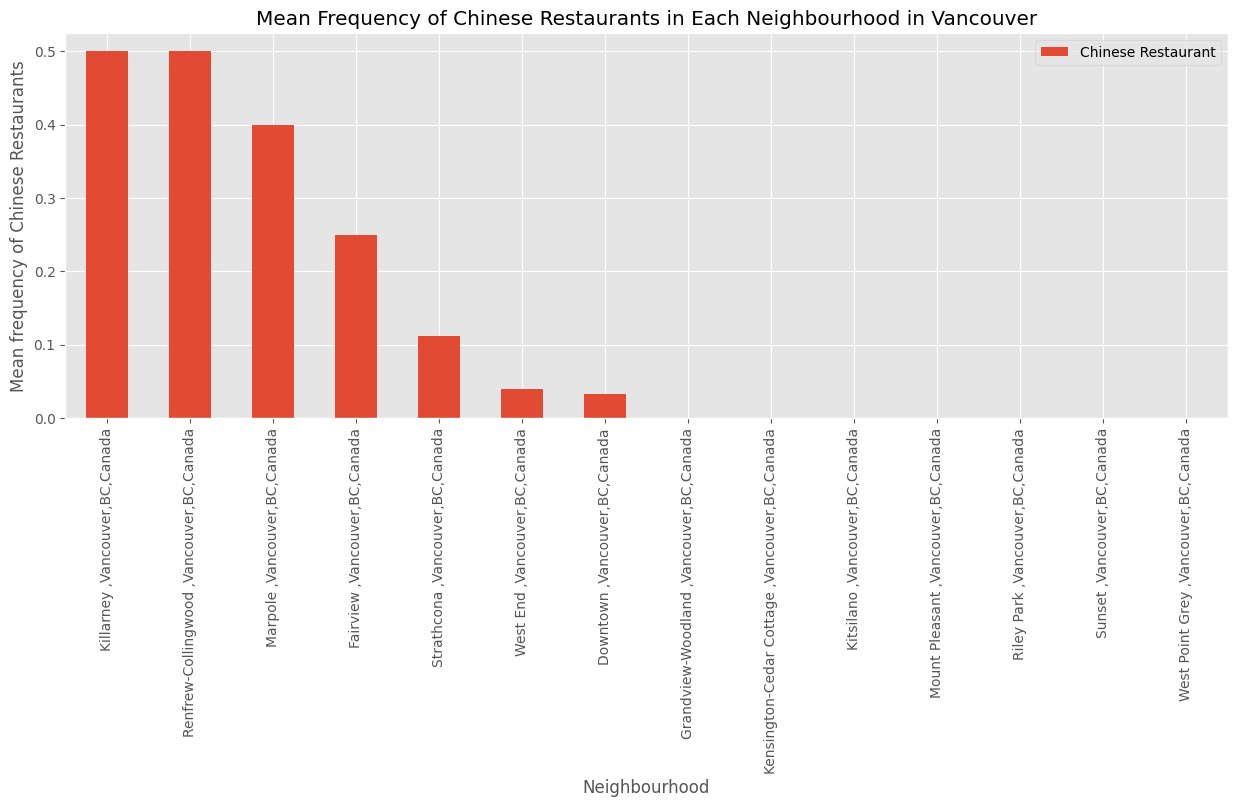 Mean Frequency of Chinese Restaurants in Each Neighbourhood in Vancouver
Chinese Restaurant
Mean frequency of Chinese Restaurants
0.5
0.4
0.3
0.2
0.1
0.0
Killarney ,Vancouver,BC,Canada
Renfrew-Collingwood ,Vancouver,BC,Canada
Marpole ,Vancouver,BC,Canada
Fairview ,Vancouver,BC,Canada
Strathcona ,Vancouver,BC,Canada
West End ,Vancouver,BC,Canada
Downtown ,Vancouver,BC,Canada
Grandview-Woodland ,Vancouver,BC,Canada
Kensington-Cedar Cottage ,Vancouver,BC,Canada
Kitsilano ,Vancouver,BC,Canada
Mount Pleasant ,Vancouver,BC,Canada
Riley Park ,Vancouver,BC,Canada
Sunset ,Vancouver,BC,Canada
West Point Grey ,Vancouver,BC,Canada
Neighbourhood